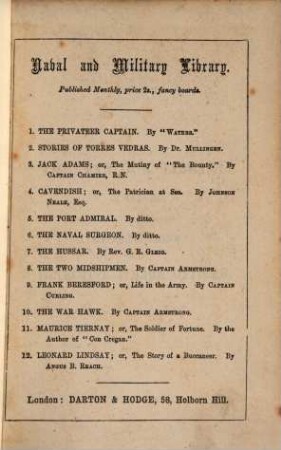 Naval and Military Library.
Published Monthly, price 2s., fancy boards.
1. THE PRIVATEER CAPTAIN. By "WATERS."
2. STORIES OF TORRES VEDRAS. By DR. MILLINGEN.
3. JACK ADAMS; or, The Mutiny of "The Bounty." By
CAPTAIN CHAMIER, R.N.
4. CAVENDISH; or, The Patrician at Sea. By JOHNSON
NEALE, Esq.
5. THE PORT ADMIRAL. By ditto.
6. THE NAVAL SURGEON. By ditto.
7. THE HUSSAR. By Rev. G. R. GLEIG.
8. THE TWO MIDSHIPMEN. By CAPTAIN ARMSTRONG.
9. FRANK BERESFORD; or, Life in the Army. By CAPTAIN
CURLING.
10. THE WAR HAWK. By CAPTAIN ARMSTRONG.
11. MAURICE TIERNAY; or, The Soldier of Fortune. By the
Author of "Con Cregan."
12. LEONARD LINDSAY; or, The Story of a Buccaneer. By
ANGUS B. REACH.
London: DARTON & HODGE, 58, Holborn Hill.